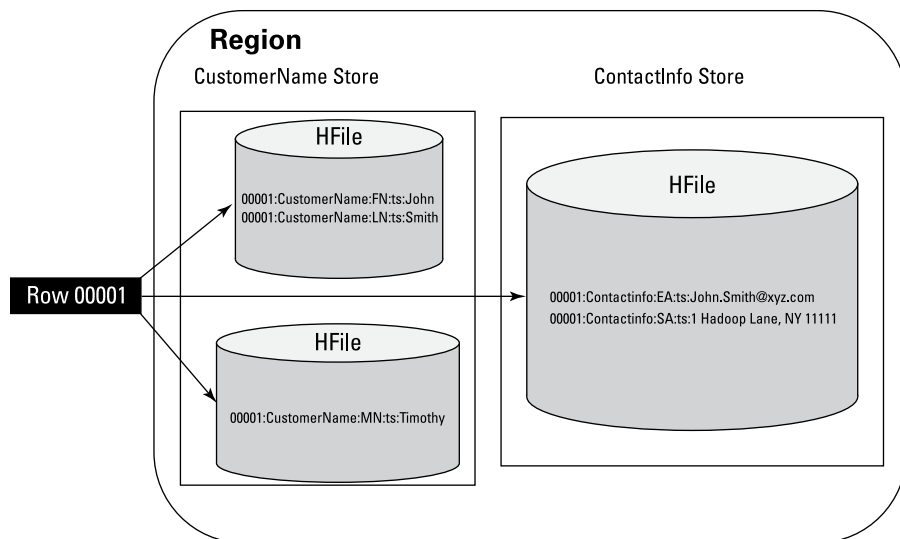 Region
CustomerName Store
ContactInfo Store
HFile
00001:CustomerName:FN:ts:John
00001:CustomerName:LN:ts:Smith
HFile
00001:Contactinfo:EA:ts:John.Smith@xyz.com
00001:Contactinfo:SA:ts:1 Hadoop Lane, NY 11111
Row 00001
HFile
00001:CustomerName:MN:ts:Timothy